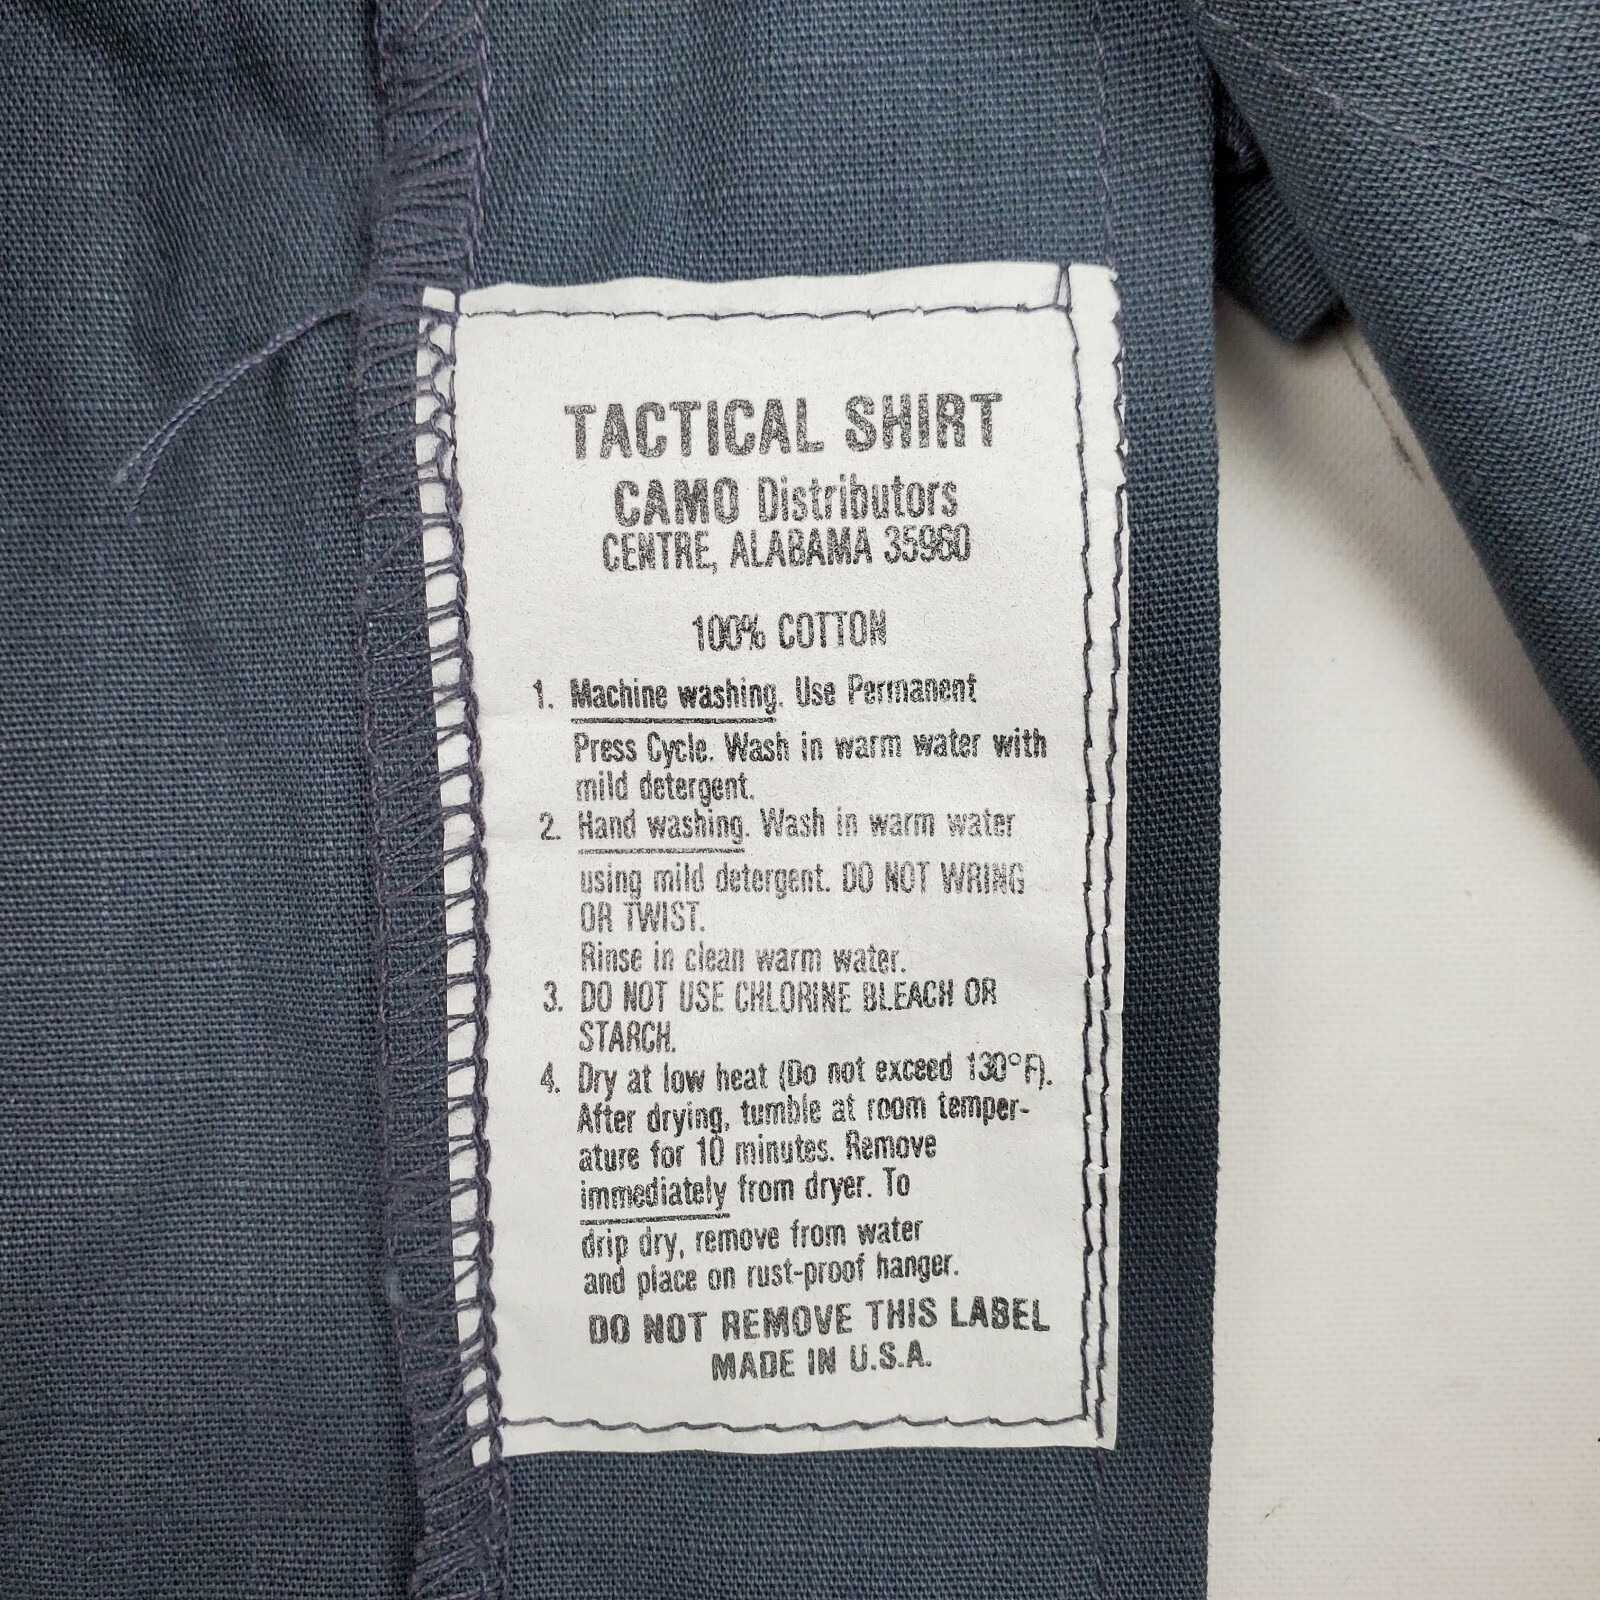 TACTICAL SHIRT
CAMO Distributors
CENTRE, ALABAMA 35960
100% COTTON
1. Machine washing. Use Permanent
Press Cycle. Wash in warm water with
mild detergent.
2. Hand washing. Wash in warm water
using mild detergent. DO NOT WRING
OR TWIST.
Rinse in clean warm water.
3. DO NOT USE CHLORINE BLEACH OR
STARCH.
4. Dry at low heat (Do not exceed 130°F).
After drying, tumble at room temper-
ature for 10 minutes. Remove
immediately from dryer. To
drip dry, remove from water
and place on rust-proof hanger.
DO NOT REMOVE THIS LABEL
MADE IN U.S.A.